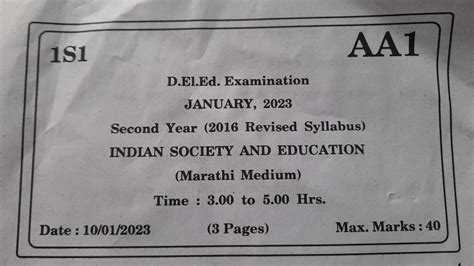 1S1 AA1
D.El.Ed. Examination
JANUARY, 2023
Second Year (2016 Revised Syllabus)
INDIAN SOCIETY AND EDUCATION
(Marathi Medium)
Time : 3.00 to 5.00 Hrs.
Date : 10/01/2023 (3 Pages) Max. Marks : 40